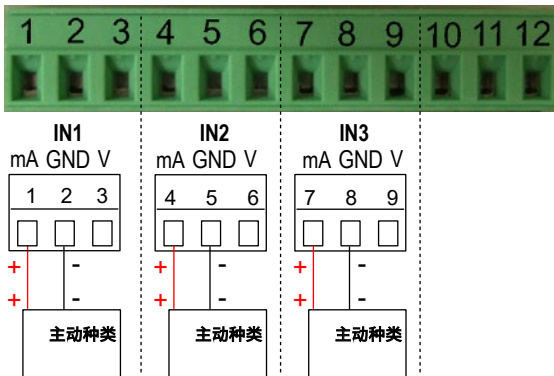 1 2 3 4 5 6 7 8 9 10 11 12
IN1 IN2 IN3
mA GND V mA GND V mA GND V
1 2 3 4 5 6 7 8 9
+ - + - + -
+ - + - + -
主动种类 主动种类 主动种类